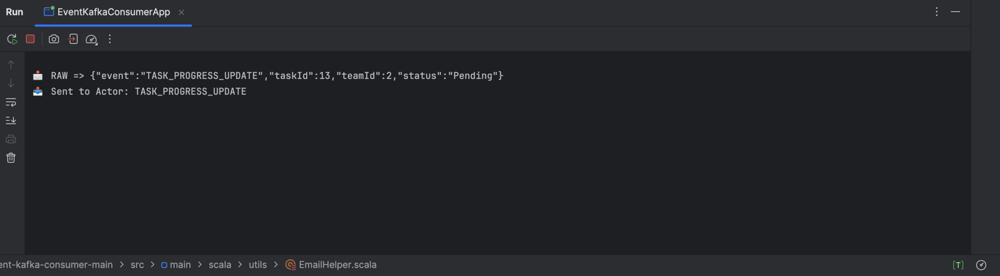 Run EventKafkaConsumerApp
RAW => {"event":"TASK_PROGRESS_UPDATE","taskId":13,"teamId":2,"status":"Pending"}
Sent to Actor: TASK_PROGRESS_UPDATE
ent-kafka-consumer-main > src > main > scala > utils > EmailHelper.scala [T]